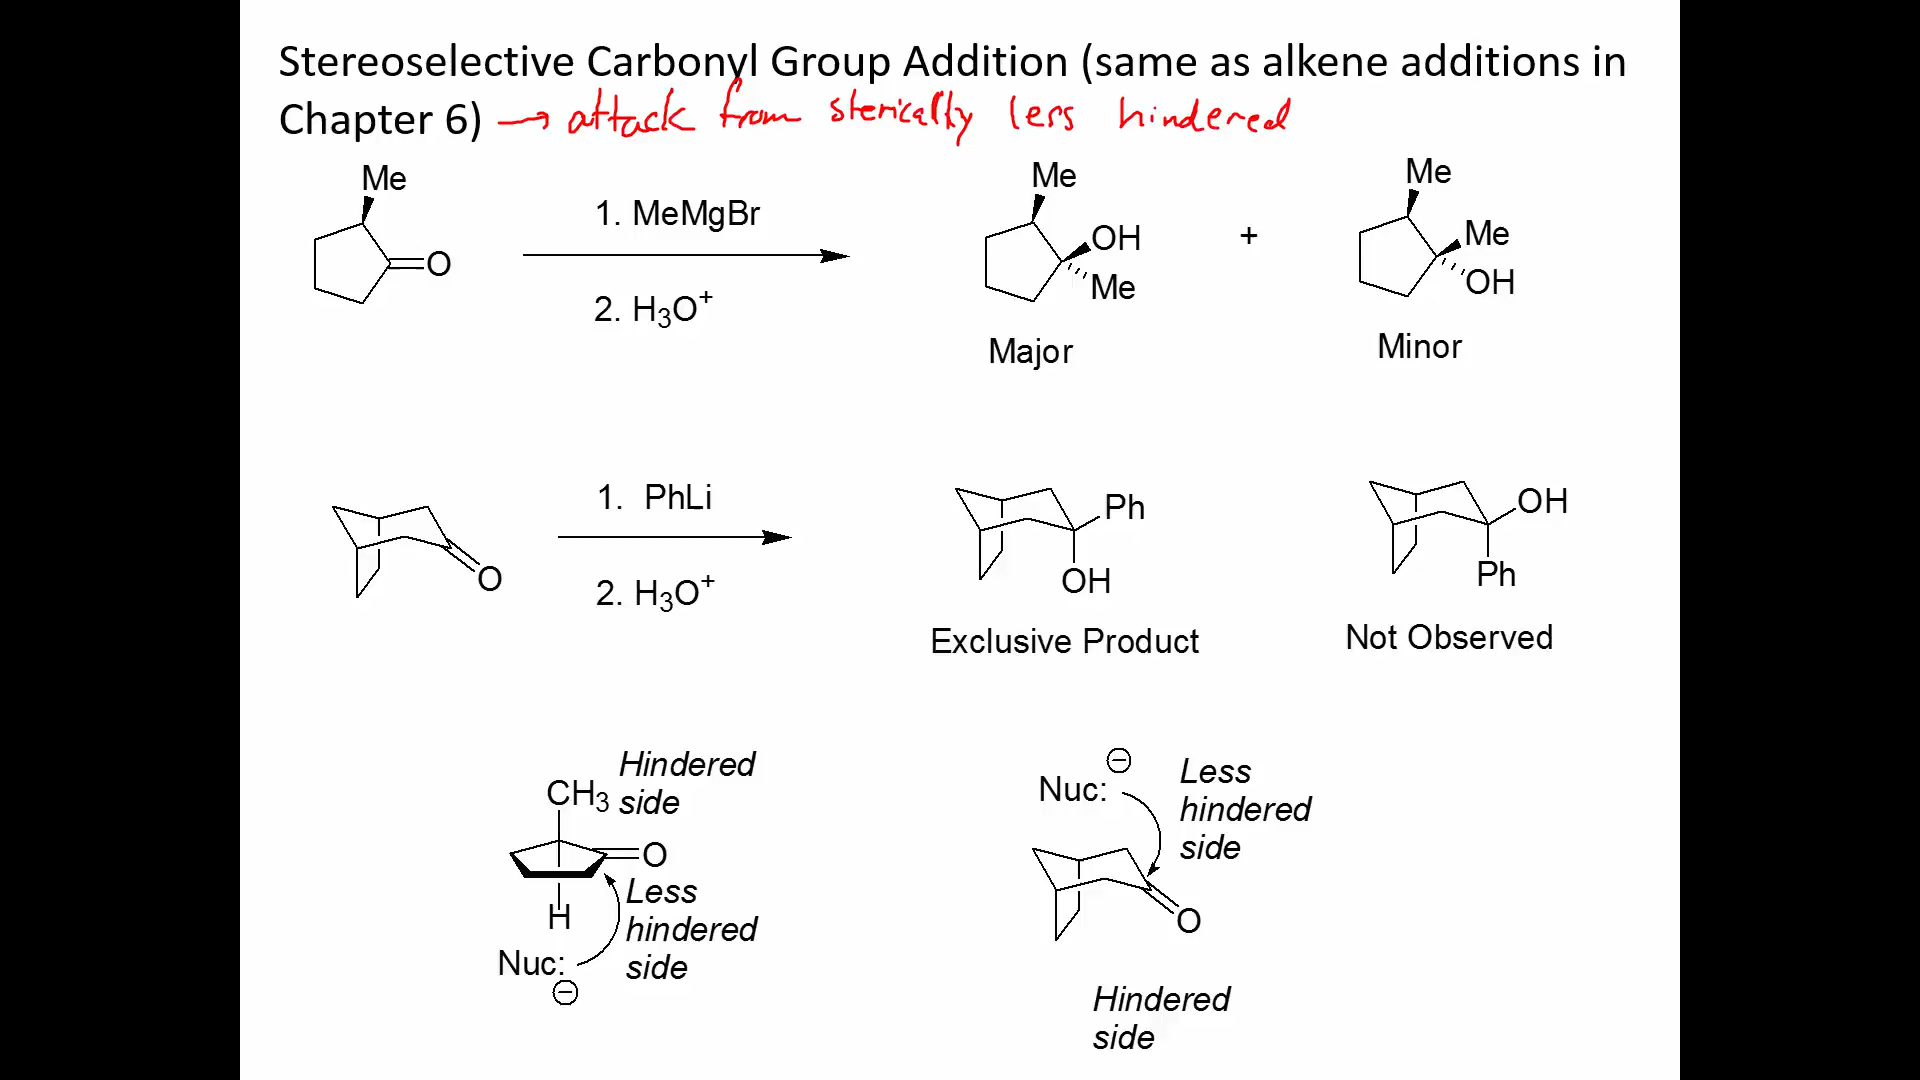 Stereoselective Carbonyl Group Addition (same as alkene additions in
Chapter 6) → attack from sterically less hindered
Me
O
1. MeMgBr
2. H3O+
Me
OH
Me
Major
+
Me
Me
OH
Minor
O
1. PhLi
2. H3O+
Ph
OH
Exclusive Product
OH
Ph
Not Observed
Hindered
side
CH3
O
H
Less
hindered
side
Nuc:
⊖
⊖
Nuc:
Less
hindered
side
O
Hindered
side